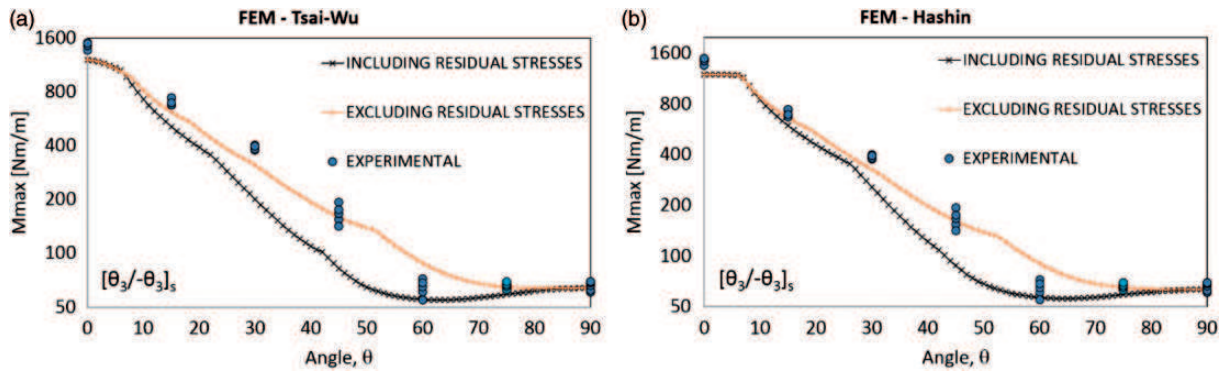 (a)
FEM - Tsai-Wu
1600
800
400
200
100
50
Mmax [Nm/m]
INCLUDING RESIDUAL STRESSES
EXCLUDING RESIDUAL STRESSES
EXPERIMENTAL
[θ₃/-θ₃]ₛ
0 10 20 30 40 50 60 70 80 90
Angle, θ
(b)
FEM - Hashin
1600
800
400
200
100
50
Mmax [Nm/m]
INCLUDING RESIDUAL STRESSES
EXCLUDING RESIDUAL STRESSES
EXPERIMENTAL
[θ₃/-θ₃]ₛ
0 10 20 30 40 50 60 70 80 90
Angle, θ